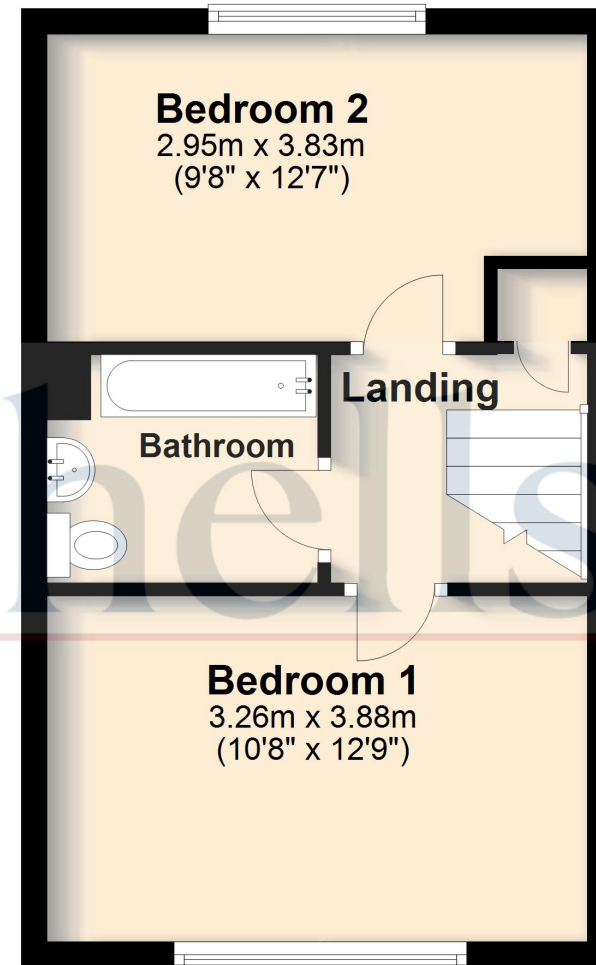 Bedroom 2
2.95m x 3.83m
(9'8" x 12'7")
Landing
Bathroom
hells
Bedroom 1
3.26m x 3.88m
(10'8" x 12'9")